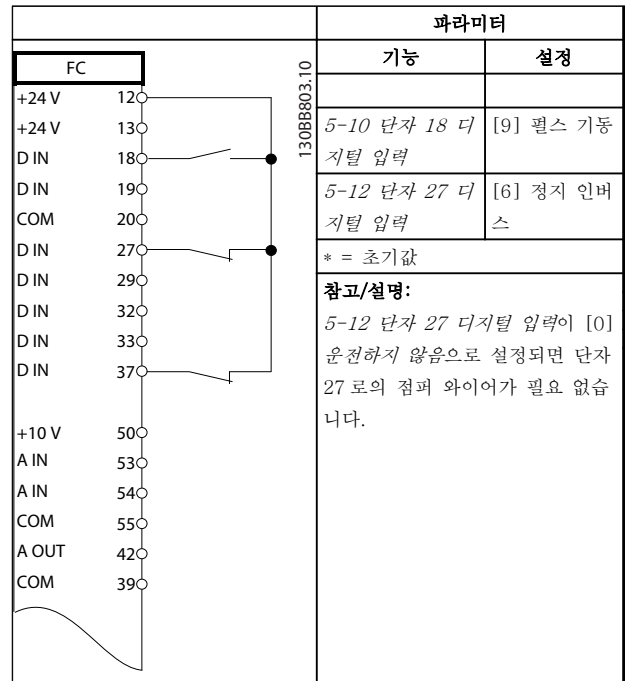 FC
+24 V 12
+24 V 13
D IN 18
D IN 19
COM 20
D IN 27
D IN 29
D IN 32
D IN 33
D IN 37
+10 V 50
A IN 53
A IN 54
COM 55
A OUT 42
COM 39
130BB803.10
파라미터
기능 설정
5-10 단자 18 디 [9] 펄스 기동
지털 입력
5-12 단자 27 디 [6] 정지 인버
지털 입력 스
* = 초기값
참고/설명:
5-12 단자 27 디지털 입력이 [0]
운전하지 않음으로 설정되면 단자
27 로의 점퍼 와이어가 필요 없습
니다.